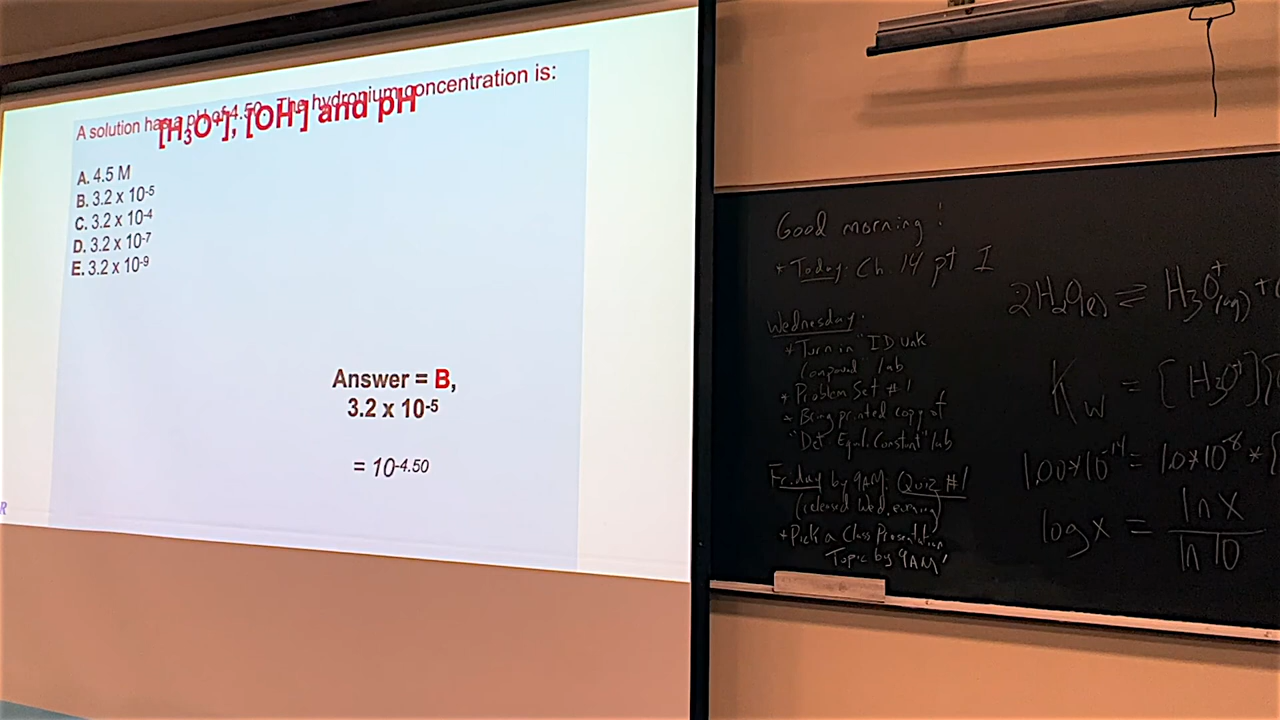 A solution has a pH of 4.50. The hydronium concentration is:
[H₃O⁺], [OH⁻] and pH
A. 4.5 M
B. 3.2 x 10⁻⁵
C. 3.2 x 10⁻⁴
D. 3.2 x 10⁻⁷
E. 3.2 x 10⁻⁹
Answer = B,
3.2 x 10⁻⁵
= 10⁻⁴·⁵⁰
R
Good morning!
* Today: Ch. 14 pt I
Wednesday:
* Turn in "ID Unk
Compound" lab
* Problem Set #1
* Bring printed copy of
"Det. Equil. Constant" lab
Friday by 9AM: Quiz #1
(released Wed. evening)
* Pick a Class Presentation
Topic by 9AM
2H₂O(l) ⇌ H₃O⁺(aq) +
K_w = [H₃O⁺][
1.00*10⁻¹⁴ = 1.0*10⁻⁸ *
log x = ln x / ln 10